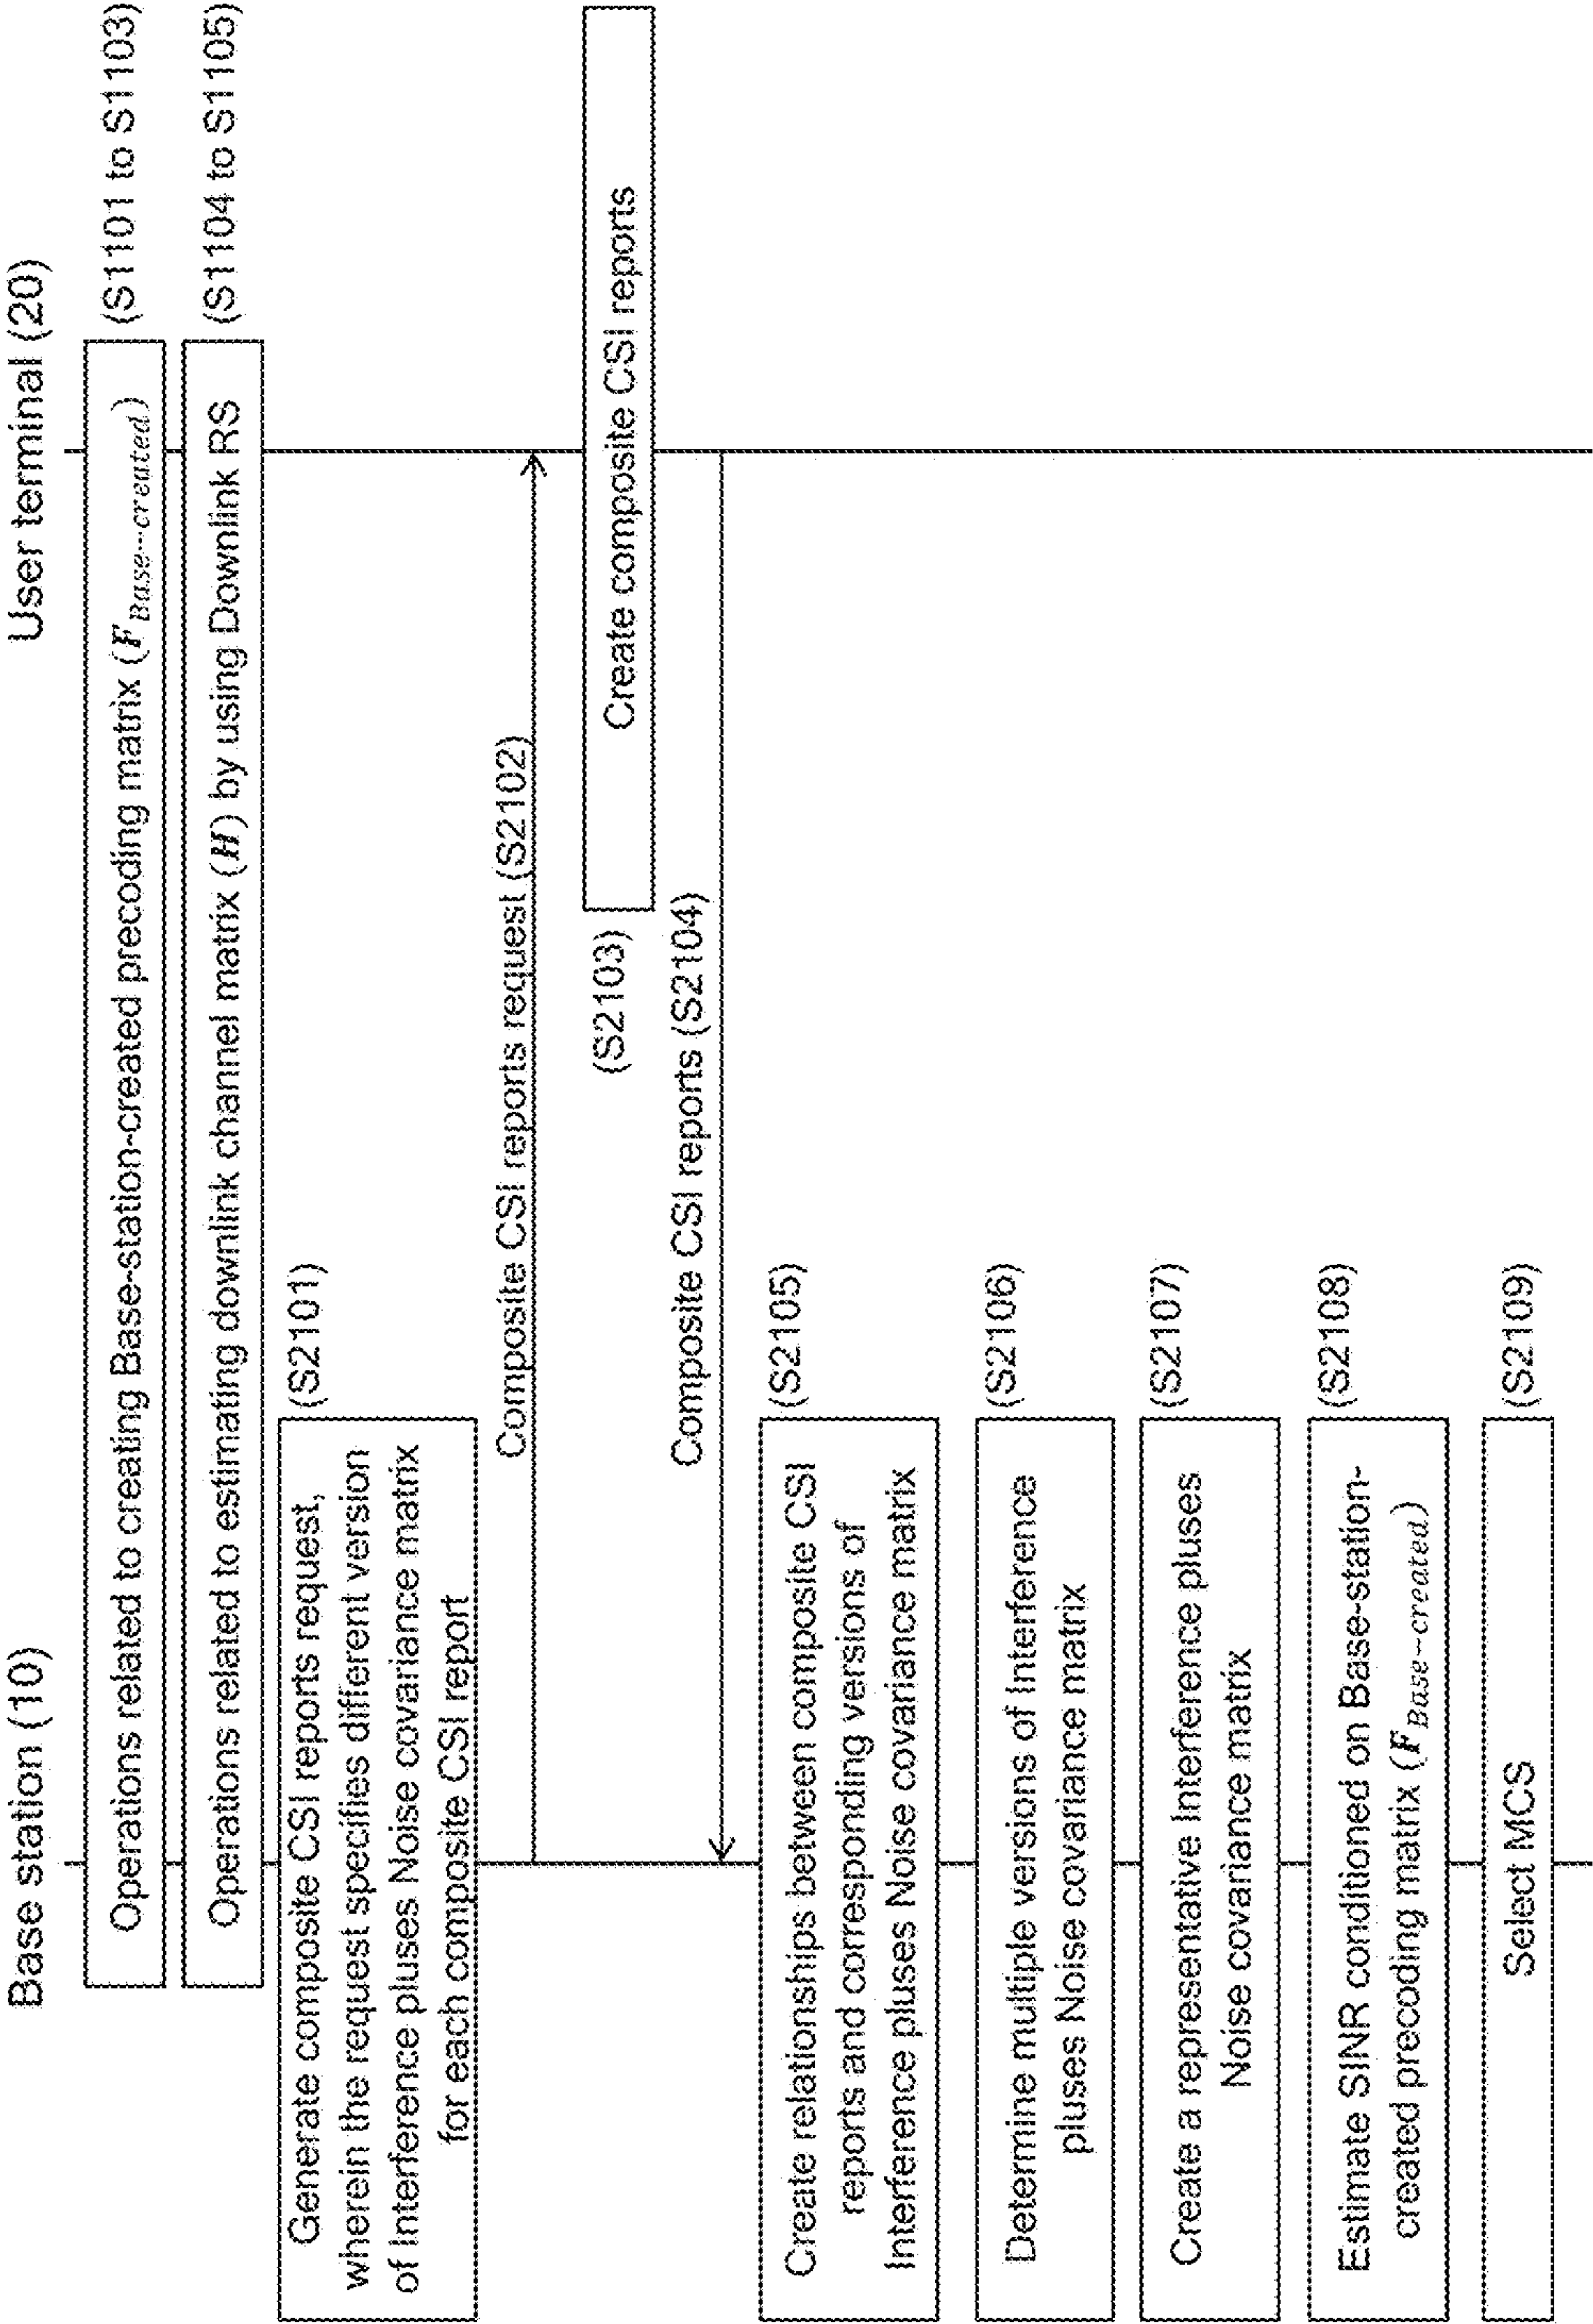 Base station (10)
User terminal (20)
Operations related to creating Base-station-created precoding matrix (F_Base-created)
(S1101 to S1103)
Operations related to estimating downlink channel matrix (H) by using Downlink RS
(S1104 to S1105)
Generate composite CSI reports request,
wherein the request specifies different version
of Interference pluses Noise covariance matrix
for each composite CSI report
(S2101)
Composite CSI reports request (S2102)
(S2103)
Create composite CSI reports
Composite CSI reports (S2104)
Create relationships between composite CSI
reports and corresponding versions of
Interference pluses Noise covariance matrix
(S2105)
Determine multiple versions of Interference
pluses Noise covariance matrix
(S2106)
Create a representative Interference pluses
Noise covariance matrix
(S2107)
Estimate SINR conditioned on Base-station-
created precoding matrix (F_Base-created)
(S2108)
Select MCS
(S2109)